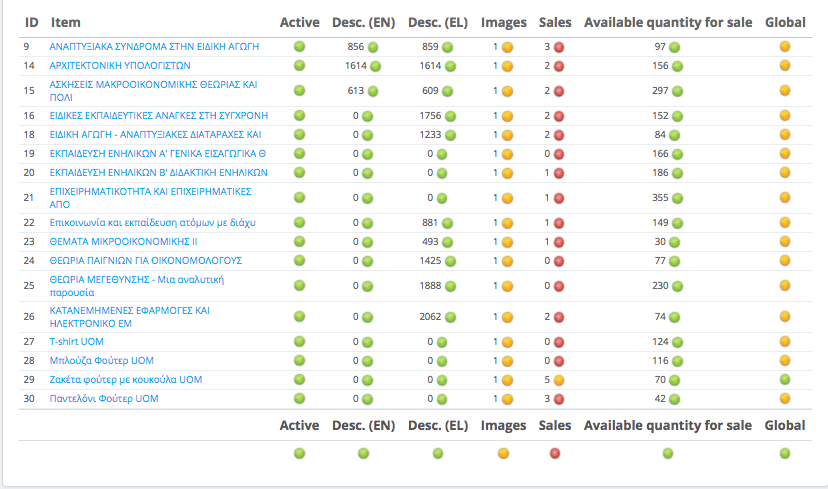 ID Item Active Desc. (EN) Desc. (EL) Images Sales Available quantity for sale Global
9 ΑΝΑΠΤΥΞΙΑΚΑ ΣΥΝΔΡΟΜΑ ΣΤΗΝ ΕΙΔΙΚΗ ΑΓΩΓΗ 856 859 1 3 97
14 ΑΡΧΙΤΕΚΤΟΝΙΚΗ ΥΠΟΛΟΓΙΣΤΩΝ 1614 1614 1 2 156
15 ΑΣΚΗΣΕΙΣ ΜΑΚΡΟΟΙΚΟΝΟΜΙΚΗΣ ΘΕΩΡΙΑΣ ΚΑΙ
ΠΟΛΙ 613 609 1 2 297
16 ΕΙΔΙΚΕΣ ΕΚΠΑΙΔΕΥΤΙΚΕΣ ΑΝΑΓΚΕΣ ΣΤΗ ΣΥΓΧΡΟΝΗ 0 1756 1 2 152
18 ΕΙΔΙΚΗ ΑΓΩΓΗ - ΑΝΑΠΤΥΞΙΑΚΕΣ ΔΙΑΤΑΡΑΧΕΣ ΚΑΙ 0 1233 1 2 84
19 ΕΚΠΑΙΔΕΥΣΗ ΕΝΗΛΙΚΩΝ Α' ΓΕΝΙΚΑ ΕΙΣΑΓΩΓΙΚΑ Θ 0 0 1 0 166
20 ΕΚΠΑΙΔΕΥΣΗ ΕΝΗΛΙΚΩΝ Β' ΔΙΔΑΚΤΙΚΗ ΕΝΗΛΙΚΩΝ 0 0 1 1 186
21 ΕΠΙΧΕΙΡΗΜΑΤΙΚΟΤΗΤΑ ΚΑΙ ΕΠΙΧΕΙΡΗΜΑΤΙΚΕΣ
ΑΠΟ 0 0 1 1 355
22 Επικοινωνία και εκπαίδευση ατόμων με διάχυ 0 881 1 1 149
23 ΘΕΜΑΤΑ ΜΙΚΡΟΟΙΚΟΝΟΜΙΚΗΣ ΙΙ 0 493 1 1 30
24 ΘΕΩΡΙΑ ΠΑΙΓΝΙΩΝ ΓΙΑ ΟΙΚΟΝΟΜΟΛΟΓΟΥΣ 0 1425 1 0 77
25 ΘΕΩΡΙΑ ΜΕΓΕΘΥΝΣΗΣ - Μια αναλυτική
παρουσία 0 1888 1 0 230
26 ΚΑΤΑΝΕΜΗΜΕΝΕΣ ΕΦΑΡΜΟΓΕΣ ΚΑΙ
ΗΛΕΚΤΡΟΝΙΚΟ ΕΜ 0 2062 1 2 74
27 T-shirt UOM 0 0 1 0 124
28 Μπλούζα Φούτερ UOM 0 0 1 0 116
29 Ζακέτα φούτερ με κουκούλα UOM 0 0 1 5 70
30 Παντελόνι Φούτερ UOM 0 0 1 3 42
Active Desc. (EN) Desc. (EL) Images Sales Available quantity for sale Global